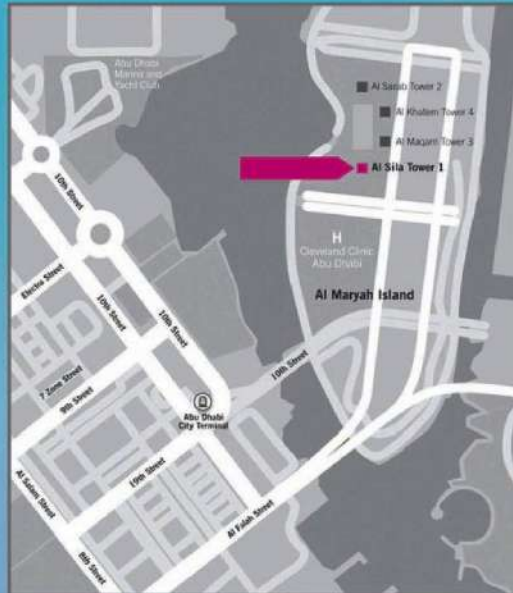 Abu Dhabi
Marina and
Yacht Club
Al Sarab Tower 2
Al Khatem Tower 4
Al Maqam Tower 3
Al Sila Tower 1
10th Street
H
Cleveland Clinic
Abu Dhabi
Electra Street
10th Street
10th Street
Al Maryah Island
10th Street
? Zone Street
9th Street
Abu Dhabi
City Terminal
19th Street
Al Salam Street
8th Street
Al Falah Street